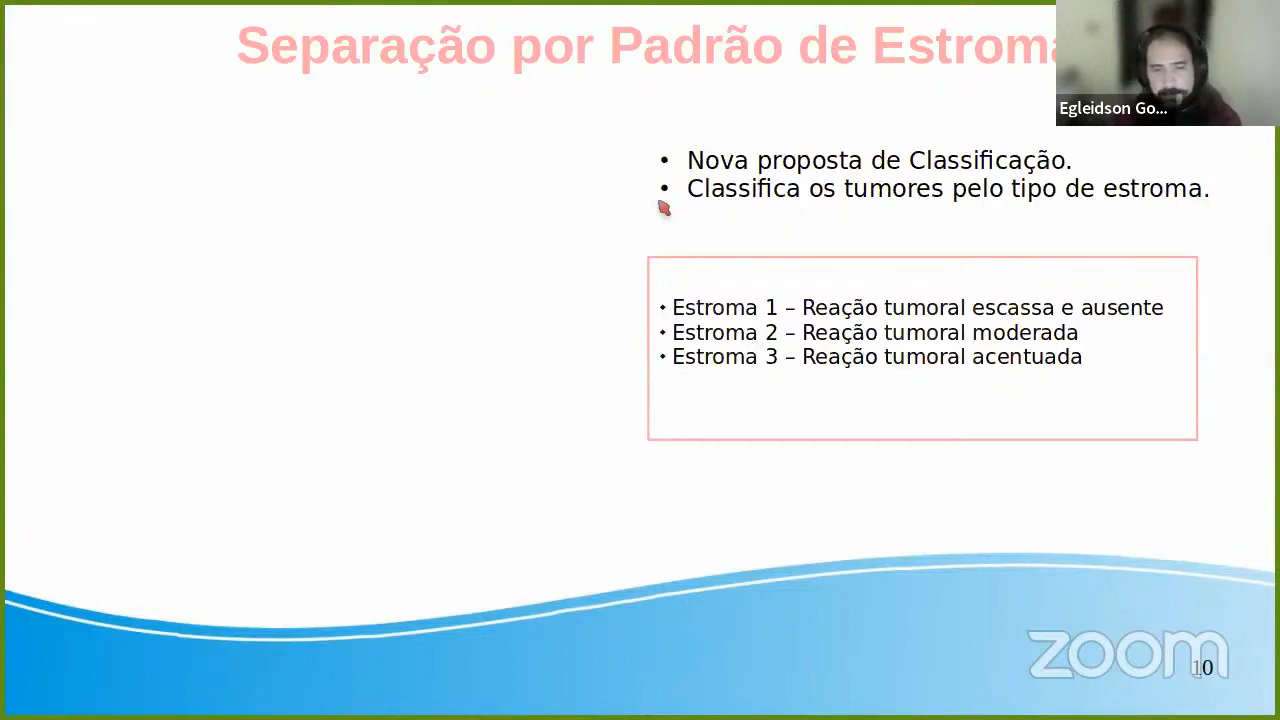 Separação por Padrão de Estroma
Egleidson Go...
• Nova proposta de Classificação.
• Classifica os tumores pelo tipo de estroma.
• Estroma 1 – Reação tumoral escassa e ausente
• Estroma 2 – Reação tumoral moderada
• Estroma 3 – Reação tumoral acentuada
zoom
10